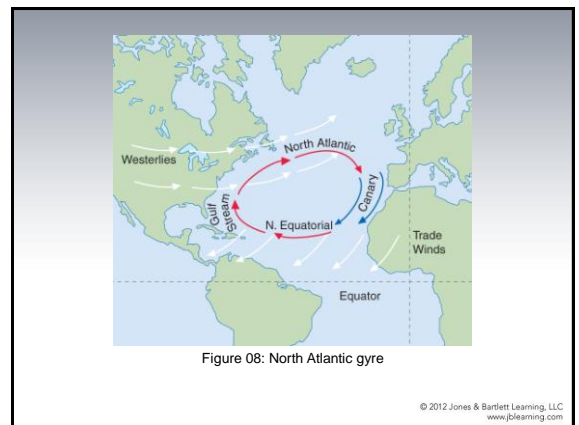 Westerlies
North Atlantic
Gulf
Stream
N. Equatorial
Canary
Trade
Winds
Equator
Figure 08: North Atlantic gyre
© 2012 Jones & Bartlett Learning, LLC
www.jblearning.com